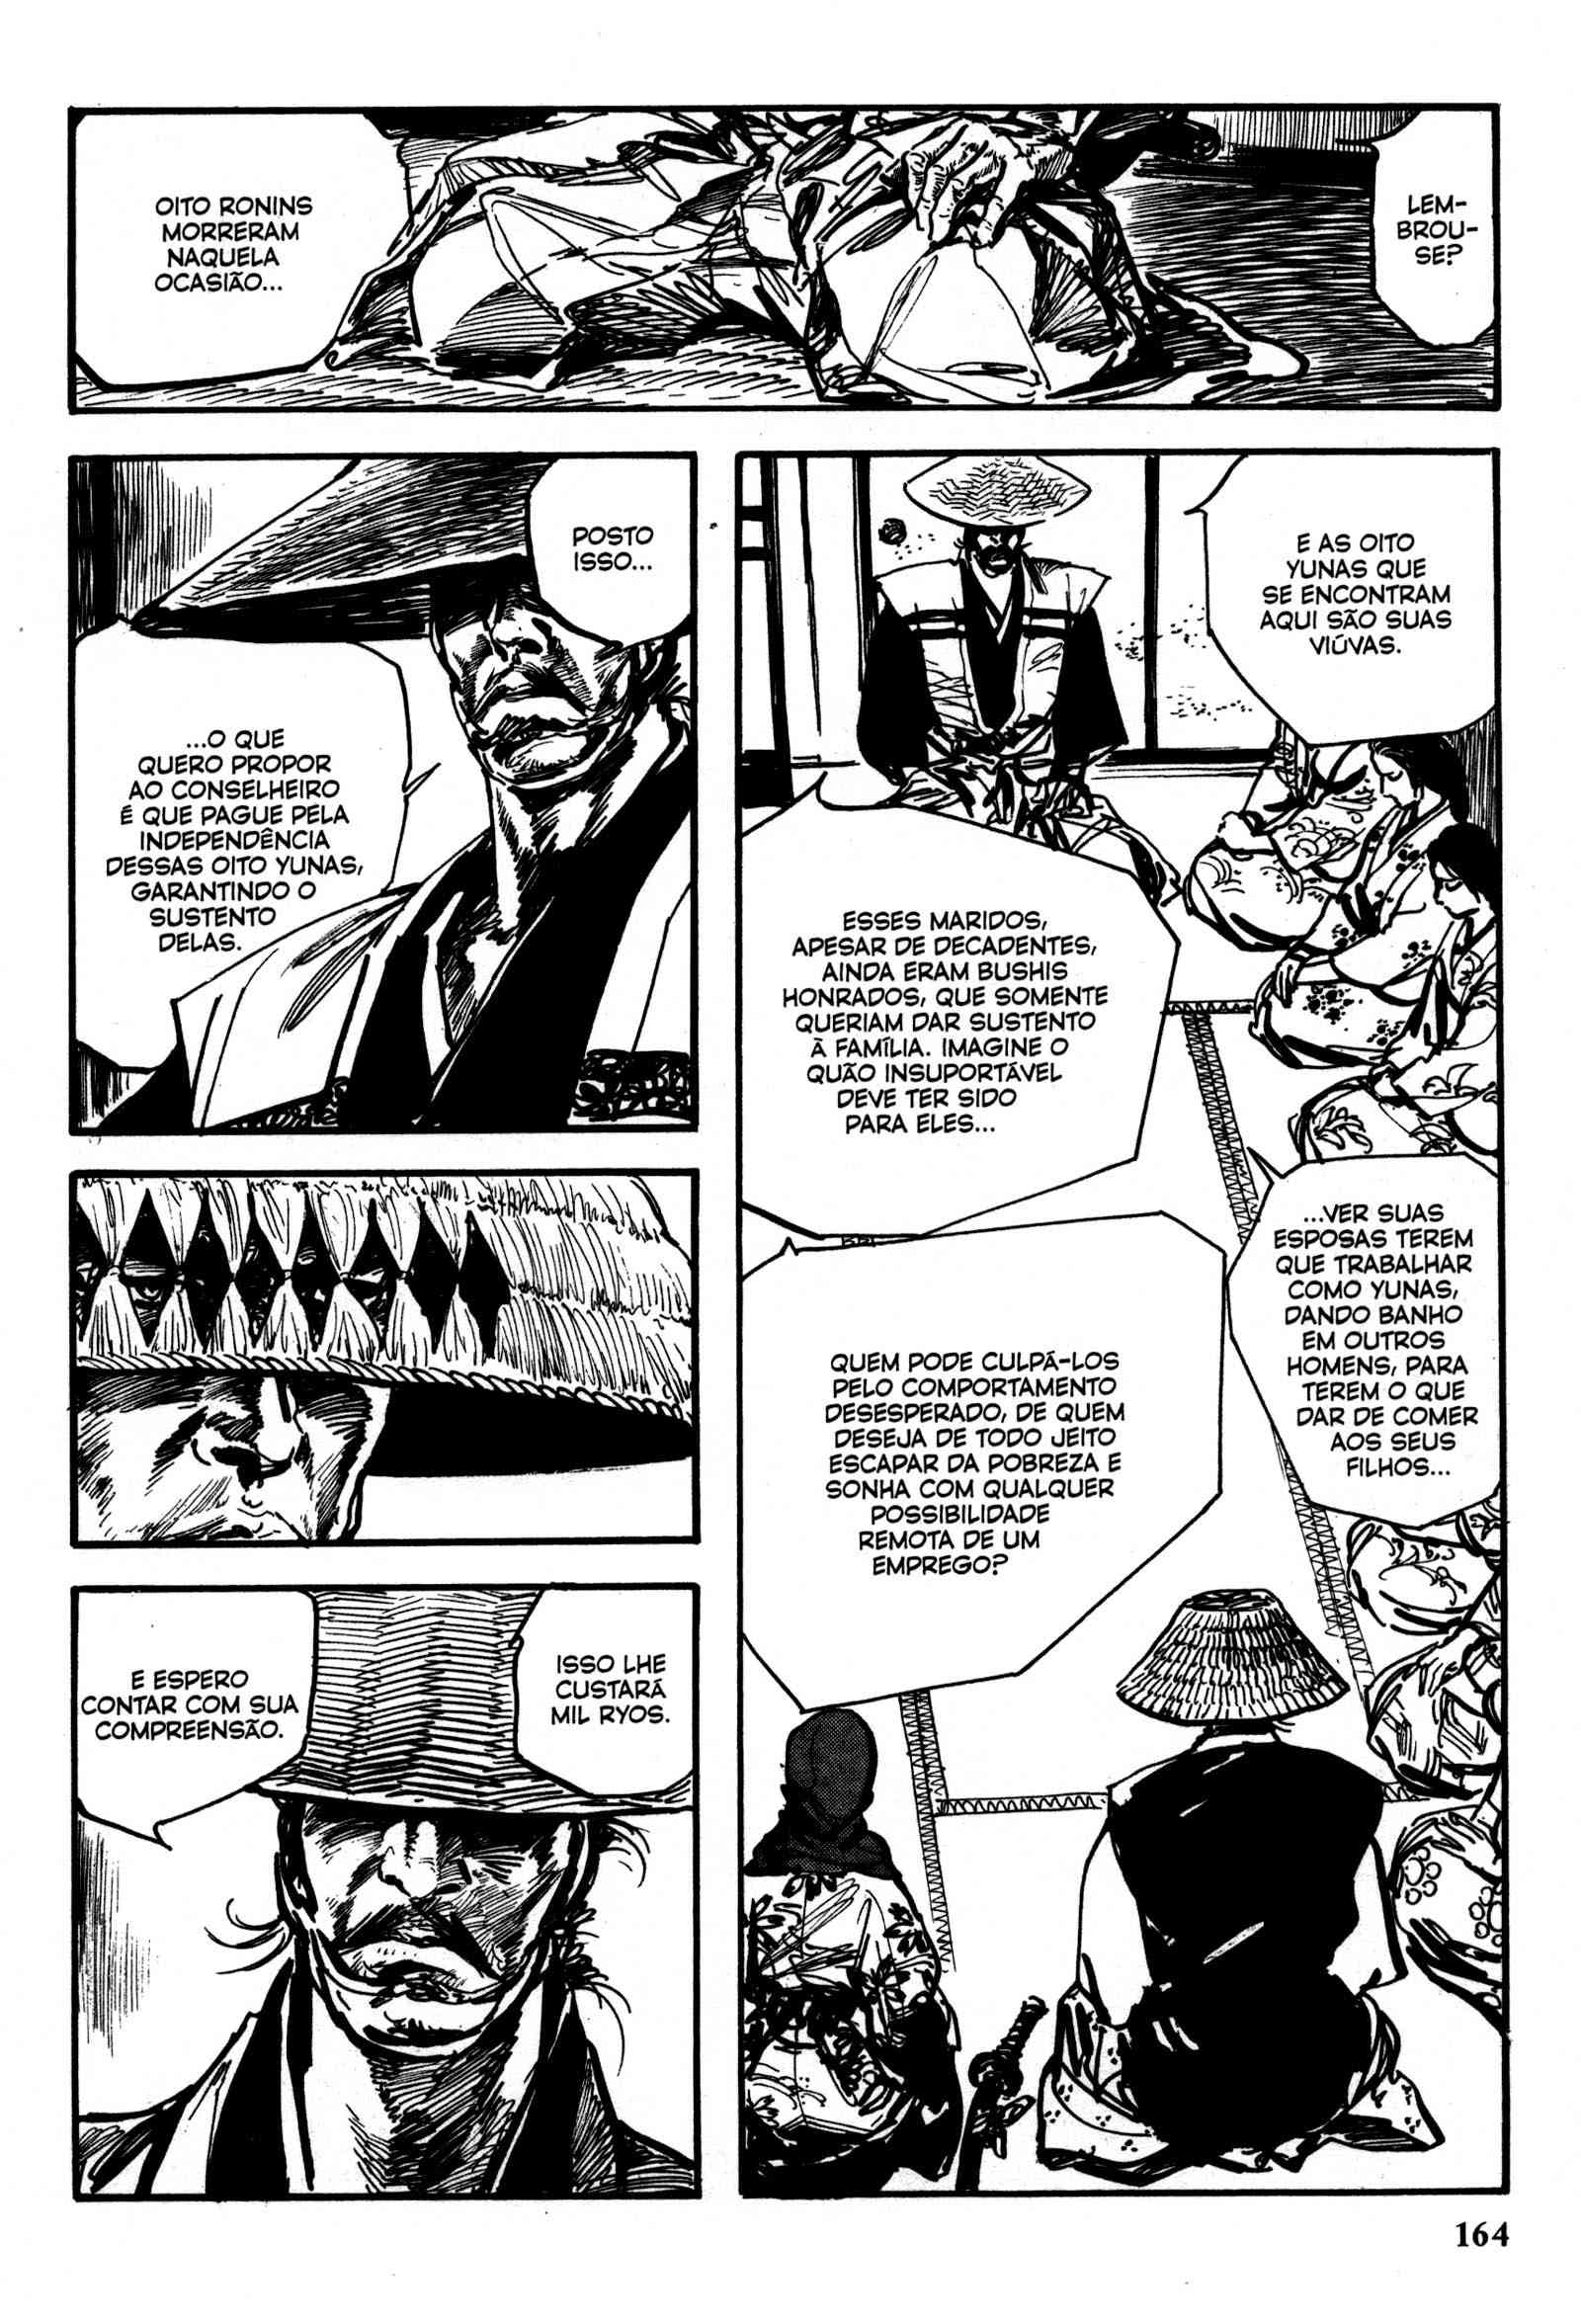 LEM-
BROU-
SE?
OITO RONINS
MORRERAM
NAQUELA
OCASIÃO...
E AS OITO
YUNAS QUE
SE ENCONTRAM
AQUI SÃO SUAS
VIÚVAS.
ESSES MARIDOS,
APESAR DE DECADENTES,
AINDA ERAM BUSHIS
HONRADOS, QUE SOMENTE
QUERIAM DAR SUSTENTO
À FAMÍLIA. IMAGINE O
QUÃO INSUPORTÁVEL
DEVE TER SIDO
PARA ELES...
...VER SUAS
ESPOSAS TEREM
QUE TRABALHAR
COMO YUNAS,
DANDO BANHO
EM OUTROS
HOMENS, PARA
TEREM O QUE
DAR DE COMER
AOS SEUS
FILHOS...
QUEM PODE CULPÁ-LOS
PELO COMPORTAMENTO
DESESPERADO, DE QUEM
DESEJA DE TODO JEITO
ESCAPAR DA POBREZA E
SONHA COM QUALQUER
POSSIBILIDADE
REMOTA DE UM
EMPREGO?
POSTO
ISSO...
...O QUE
QUERO PROPOR
AO CONSELHEIRO
É QUE PAGUE PELA
INDEPENDÊNCIA
DESSAS OITO YUNAS,
GARANTINDO O
SUSTENTO
DELAS.
ISSO LHE
CUSTARÁ
MIL RYOS.
E ESPERO
CONTAR COM SUA
COMPREENSÃO.
164